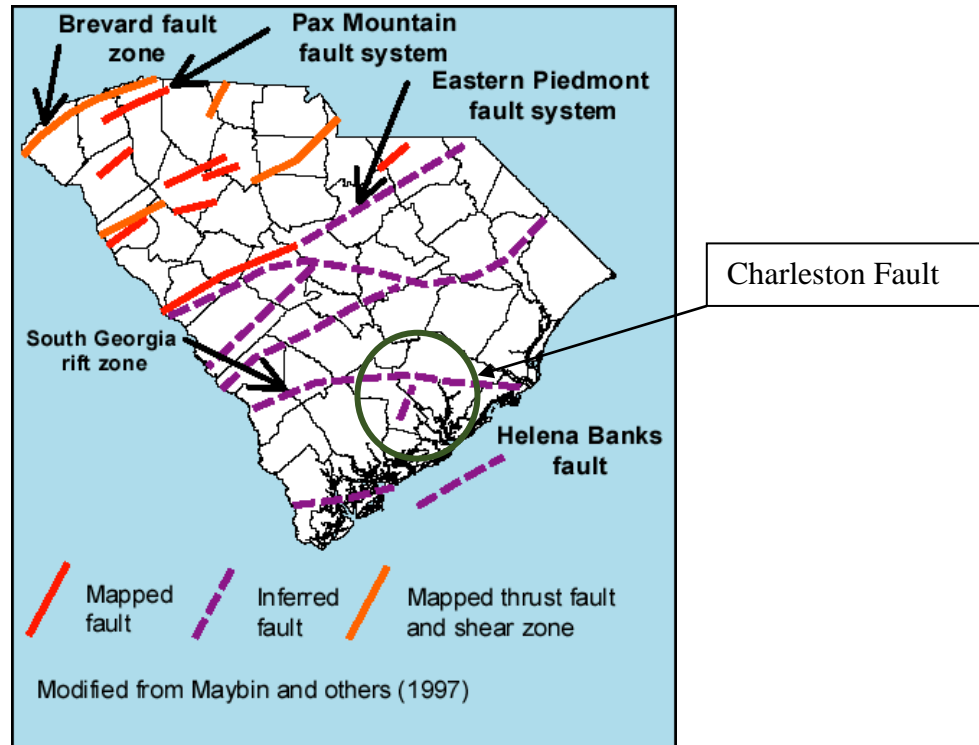 Brevard fault
zone
Pax Mountain
fault system
Eastern Piedmont
fault system
Charleston Fault
South Georgia
rift zone
Helena Banks
fault
Mapped
fault
Inferred
fault
Mapped thrust fault
and shear zone
Modified from Maybin and others (1997)